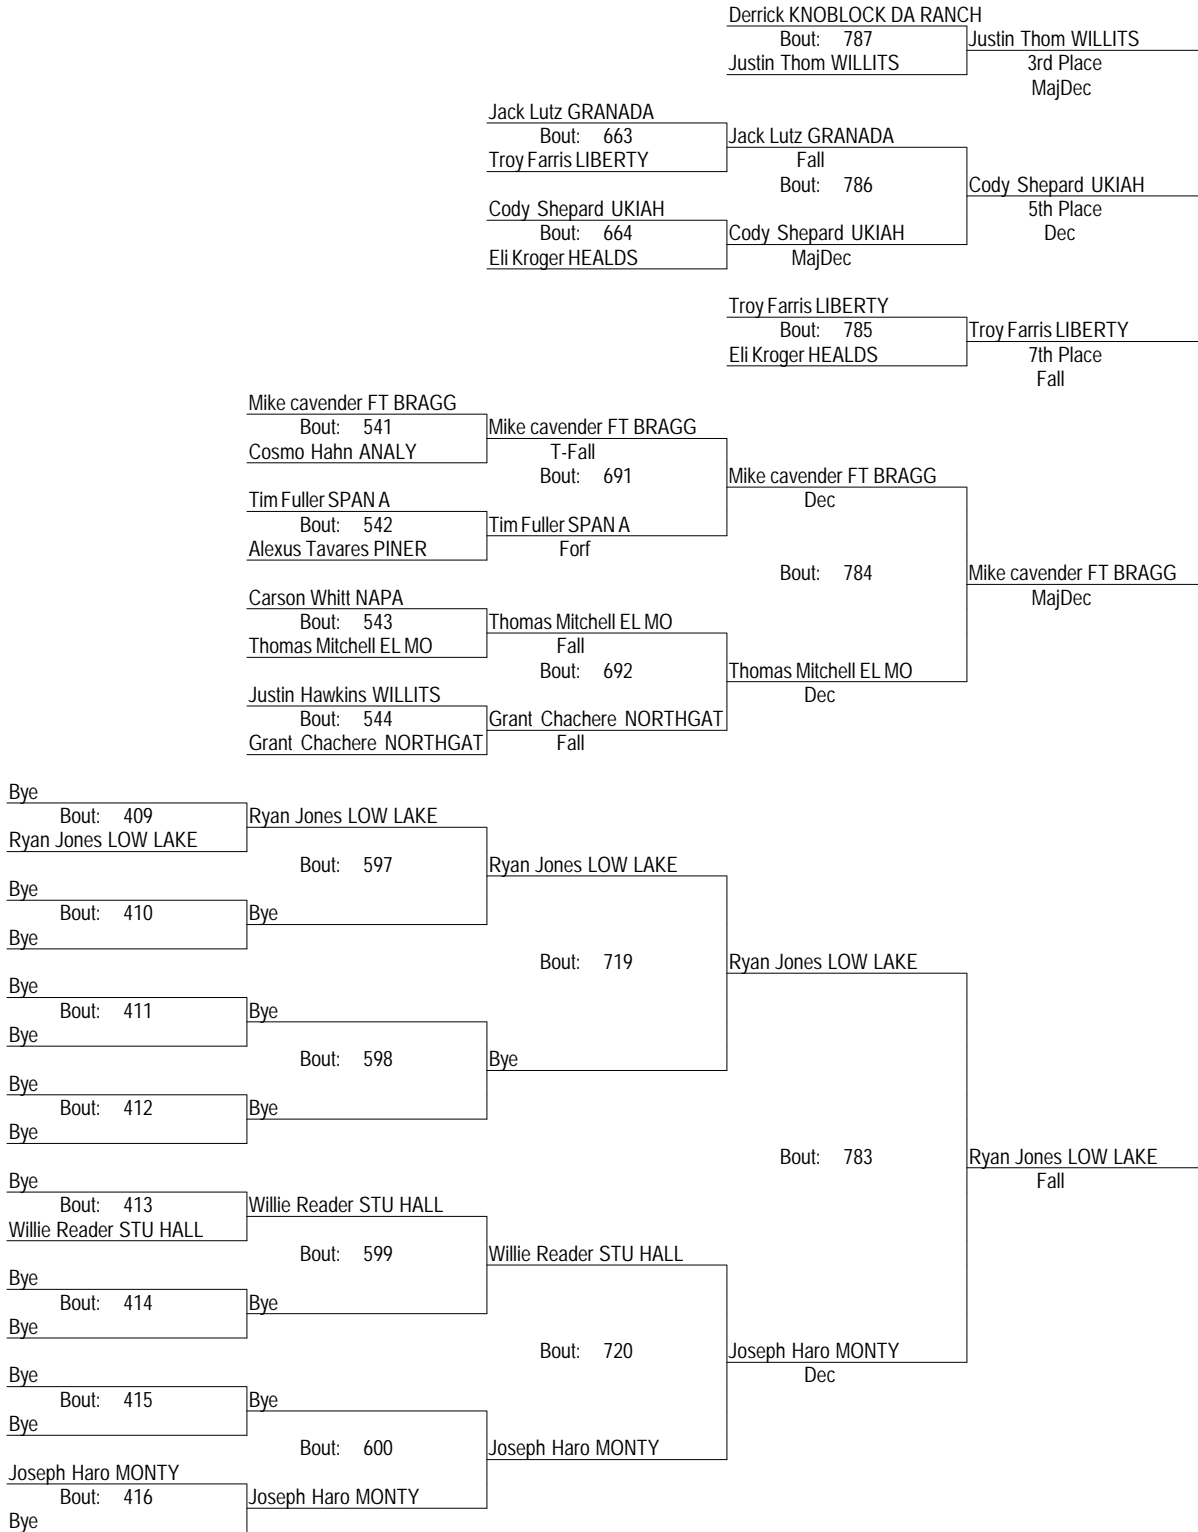 Derrick KNOBLOCK DA RANCH
Bout: 787 Justin Thom WILLITS
Justin Thom WILLITS 3rd Place
MajDec
Jack Lutz GRANADA
Bout: 663 Jack Lutz GRANADA
Troy Farris LIBERTY Fall
Bout: 786 Cody Shepard UKIAH
Cody Shepard UKIAH 5th Place
Bout: 664 Cody Shepard UKIAH Dec
Eli Kroger HEALDS MajDec
Troy Farris LIBERTY
Bout: 785 Troy Farris LIBERTY
Eli Kroger HEALDS 7th Place
Fall
Mike cavender FT BRAGG
Bout: 541 Mike cavender FT BRAGG
Cosmo Hahn ANALY T-Fall
Bout: 691 Mike cavender FT BRAGG
Tim Fuller SPAN A Dec
Bout: 542 Tim Fuller SPAN A
Alexus Tavares PINER Forf
Bout: 784 Mike cavender FT BRAGG
Carson Whitt NAPA MajDec
Bout: 543 Thomas Mitchell EL MO
Thomas Mitchell EL MO Fall
Bout: 692 Thomas Mitchell EL MO
Justin Hawkins WILLITS Dec
Bout: 544 Grant Chachere NORTHGAT
Grant Chachere NORTHGAT Fall
Bye
Bout: 409 Ryan Jones LOW LAKE
Ryan Jones LOW LAKE
Bout: 597 Ryan Jones LOW LAKE
Bye
Bout: 410 Bye
Bye
Bout: 719 Ryan Jones LOW LAKE
Bye
Bout: 411 Bye
Bye
Bout: 598 Bye
Bye
Bout: 412 Bye
Bye
Bout: 783 Ryan Jones LOW LAKE
Bye Fall
Bout: 413 Willie Reader STU HALL
Willie Reader STU HALL
Bout: 599 Willie Reader STU HALL
Bye
Bout: 414 Bye
Bye
Bout: 720 Joseph Haro MONTY
Bye Dec
Bout: 415 Bye
Bye
Bout: 600 Joseph Haro MONTY
Joseph Haro MONTY
Bout: 416 Joseph Haro MONTY
Bye